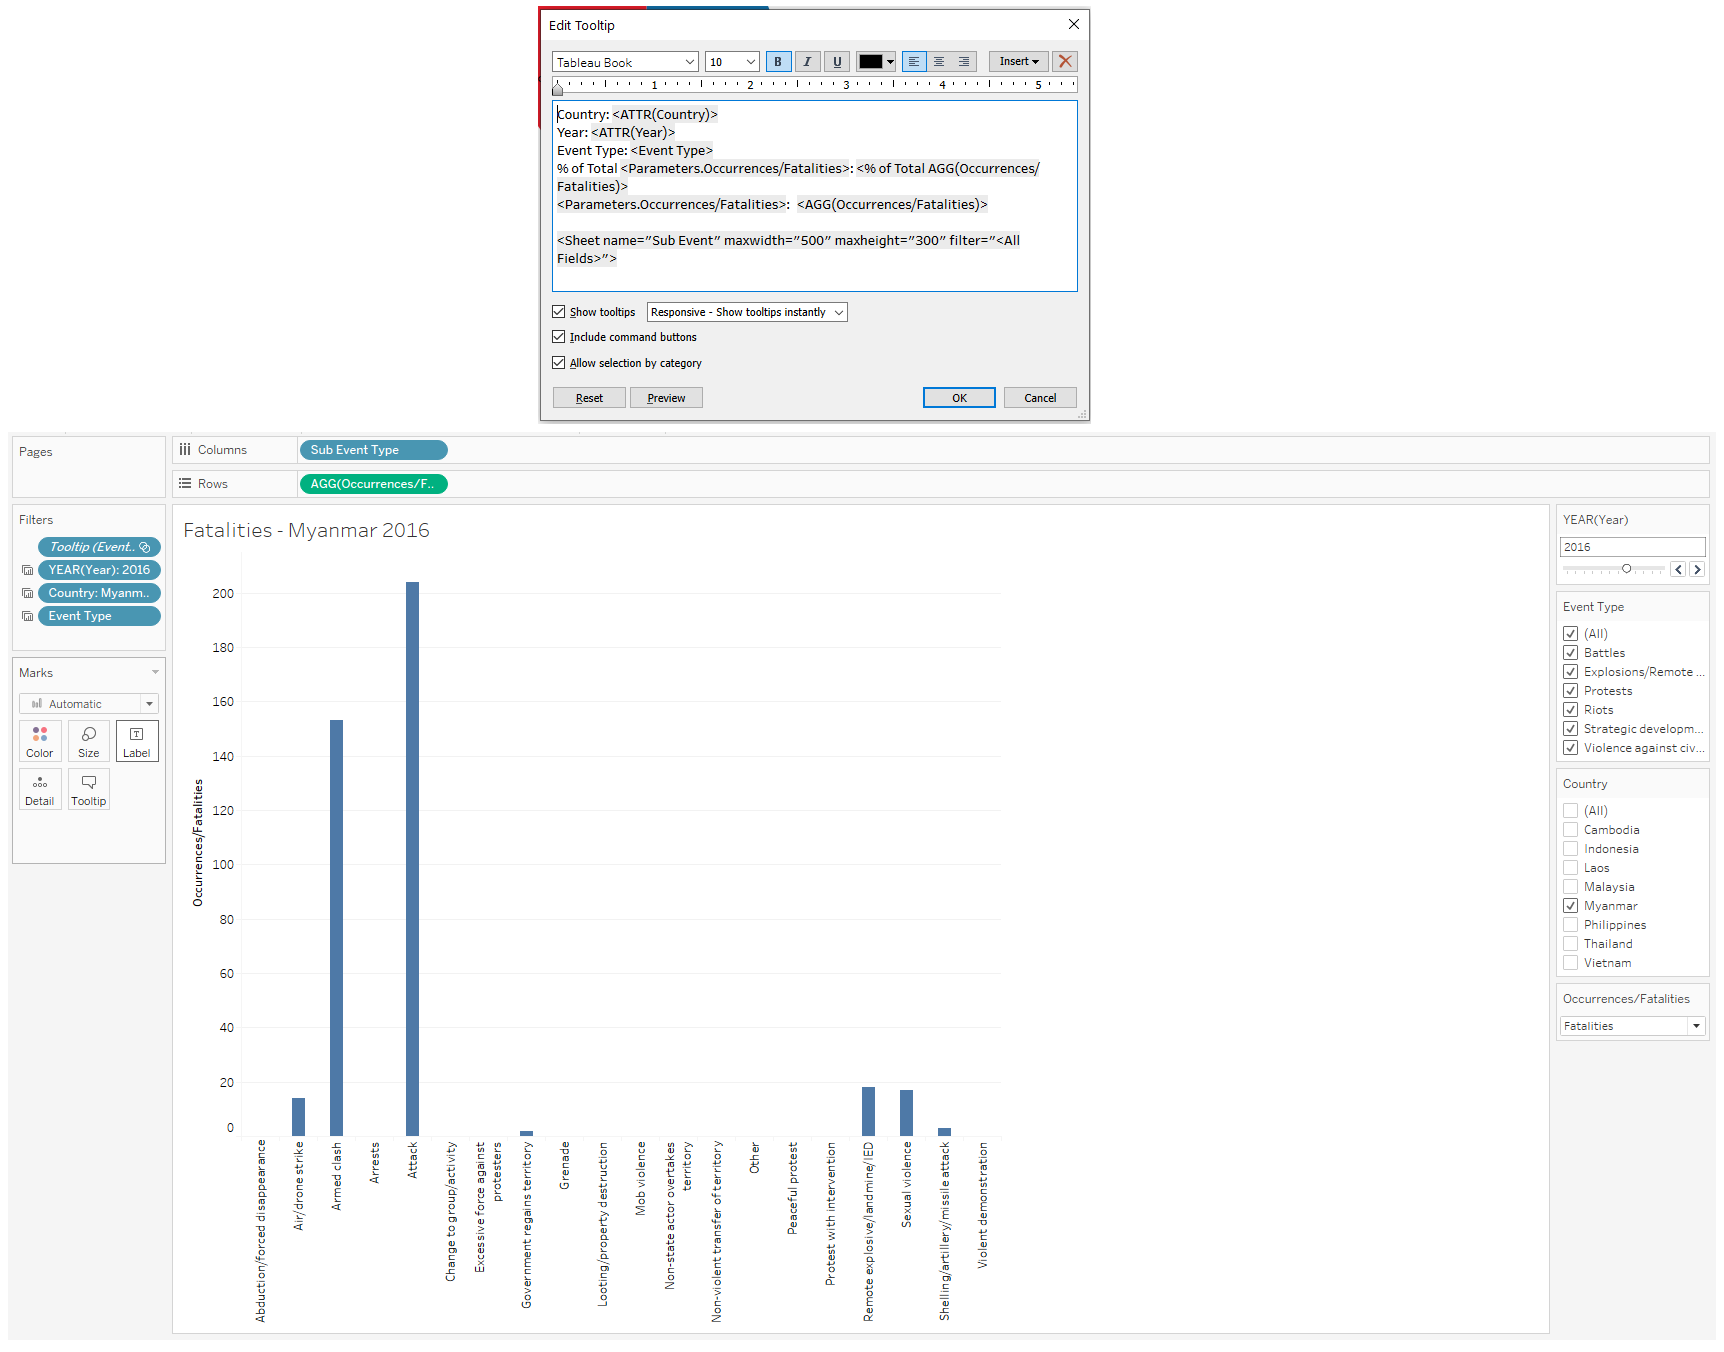 Edit Tooltip
Tableau Book 10 B I U Insert
1 2 3 4 5
Country: <ATTR(Country)>
Year: <ATTR(Year)>
Event Type: <Event Type>
% of Total <Parameters.Occurrences/Fatalities>: <% of Total AGG(Occurrences/
Fatalities)>
<Parameters.Occurrences/Fatalities>: <AGG(Occurrences/Fatalities)>
<Sheet name="Sub Event" maxwidth="500" maxheight="300" filter="<All
Fields>">
Show tooltips Responsive - Show tooltips instantly
Include command buttons
Allow selection by category
Reset Preview OK Cancel
Pages
Columns Sub Event Type
Rows AGG(Occurrences/F..
Filters
Tooltip (Event..
YEAR(Year): 2016
Country: Myanm..
Event Type
Marks
Automatic
Color Size Label
Detail Tooltip
Fatalities - Myanmar 2016
Occurrences/Fatalities
200
180
160
140
120
100
80
60
40
20
0
Abduction/forced disappearance
Air/drone strike
Armed clash
Arrests
Attack
Change to group/activity
Excessive force against
protesters
Government regains territory
Grenade
Looting/property destruction
Mob violence
Non-state actor overtakes
territory
Non-violent transfer of territory
Other
Peaceful protest
Protest with intervention
Remote explosive/landmine/IED
Sexual violence
Shelling/artillery/missile attack
Violent demonstration
YEAR(Year)
2016
Event Type
(All)
Battles
Explosions/Remote ...
Protests
Riots
Strategic developm...
Violence against civ...
Country
(All)
Cambodia
Indonesia
Laos
Malaysia
Myanmar
Philippines
Thailand
Vietnam
Occurrences/Fatalities
Fatalities